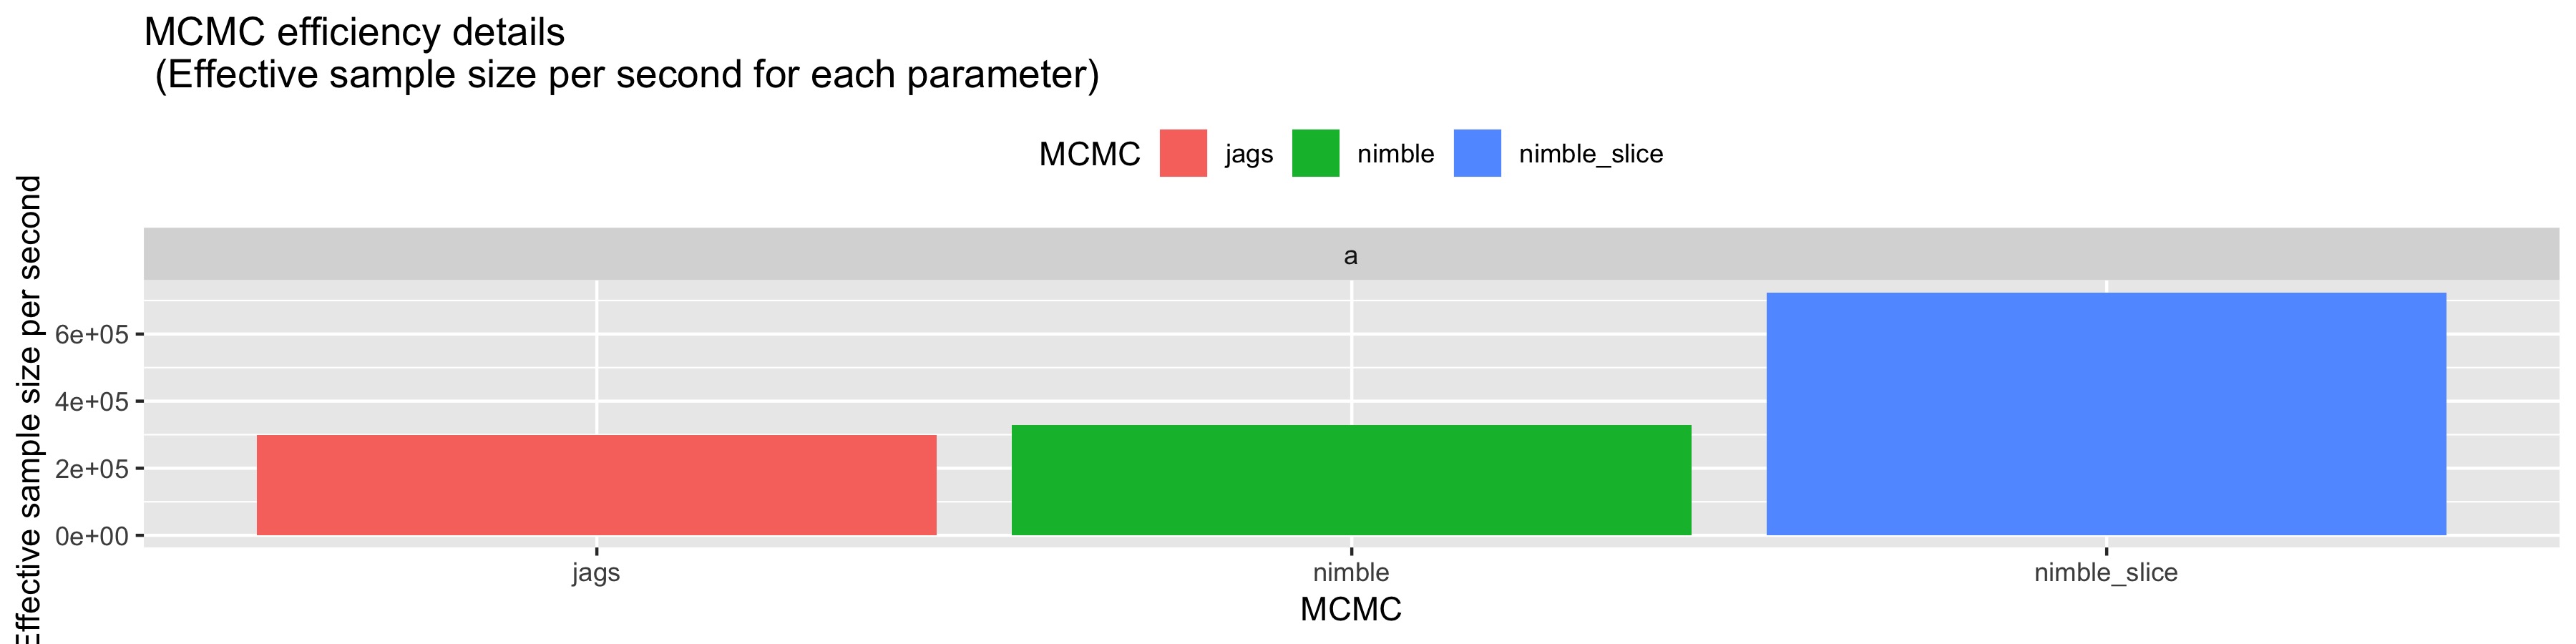 MCMC efficiency details
(Effective sample size per second for each parameter)
MCMC jags nimble nimble_slice
Effective sample size per second
a
6e+05
4e+05
2e+05
0e+00
jags nimble nimble_slice
MCMC